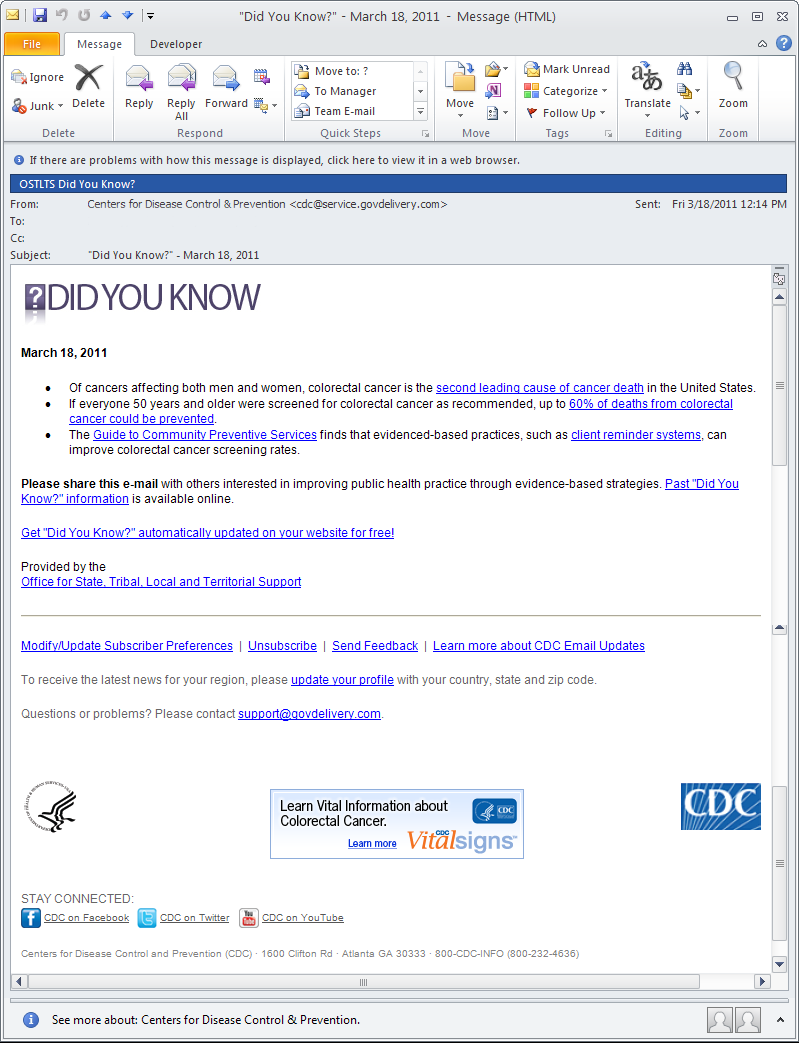 "Did You Know?" - March 18, 2011 - Message (HTML)
File Message Developer
Ignore
Junk
Delete
Reply
Reply All
Forward
Move to: ?
To Manager
Team E-mail
Move
Mark Unread
Categorize
Follow Up
Translate
Zoom
Delete Respond Quick Steps Move Tags Editing Zoom
If there are problems with how this message is displayed, click here to view it in a web browser.
OSTLTS Did You Know?
From: Centers for Disease Control & Prevention <cdc@service.govdelivery.com> Sent: Fri 3/18/2011 12:14 PM
To:
Cc:
Subject: "Did You Know?" - March 18, 2011
? DID YOU KNOW
March 18, 2011
• Of cancers affecting both men and women, colorectal cancer is the second leading cause of cancer death in the United States.
• If everyone 50 years and older were screened for colorectal cancer as recommended, up to 60% of deaths from colorectal
cancer could be prevented.
• The Guide to Community Preventive Services finds that evidenced-based practices, such as client reminder systems, can
improve colorectal cancer screening rates.
Please share this e-mail with others interested in improving public health practice through evidence-based strategies. Past "Did You
Know?" information is available online.
Get "Did You Know?" automatically updated on your website for free!
Provided by the
Office for State, Tribal, Local and Territorial Support
Modify/Update Subscriber Preferences | Unsubscribe | Send Feedback | Learn more about CDC Email Updates
To receive the latest news for your region, please update your profile with your country, state and zip code.
Questions or problems? Please contact support@govdelivery.com.
Learn Vital Information about
Colorectal Cancer.
CDC
Learn more
CDC
Vitalsigns™
CDC
STAY CONNECTED:
CDC on Facebook CDC on Twitter CDC on YouTube
Centers for Disease Control and Prevention (CDC) · 1600 Clifton Rd · Atlanta GA 30333 · 800-CDC-INFO (800-232-4636)
See more about: Centers for Disease Control & Prevention.